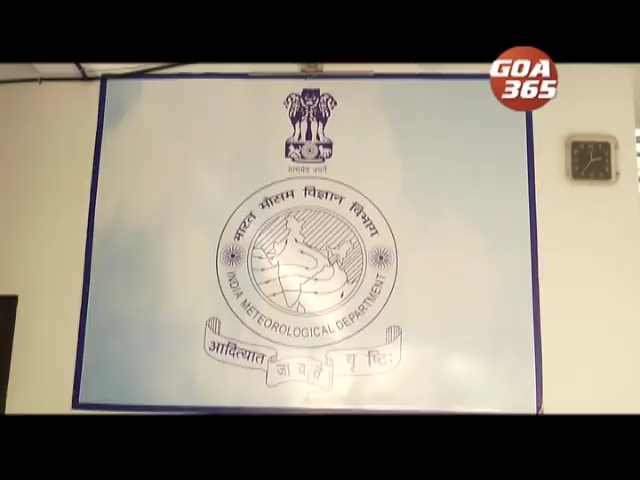 GOA
365
सत्यमेव जयते
भारत मौसम विज्ञान विभाग
INDIA METEOROLOGICAL DEPARTMENT
आदित्यात जायते वृष्टि: